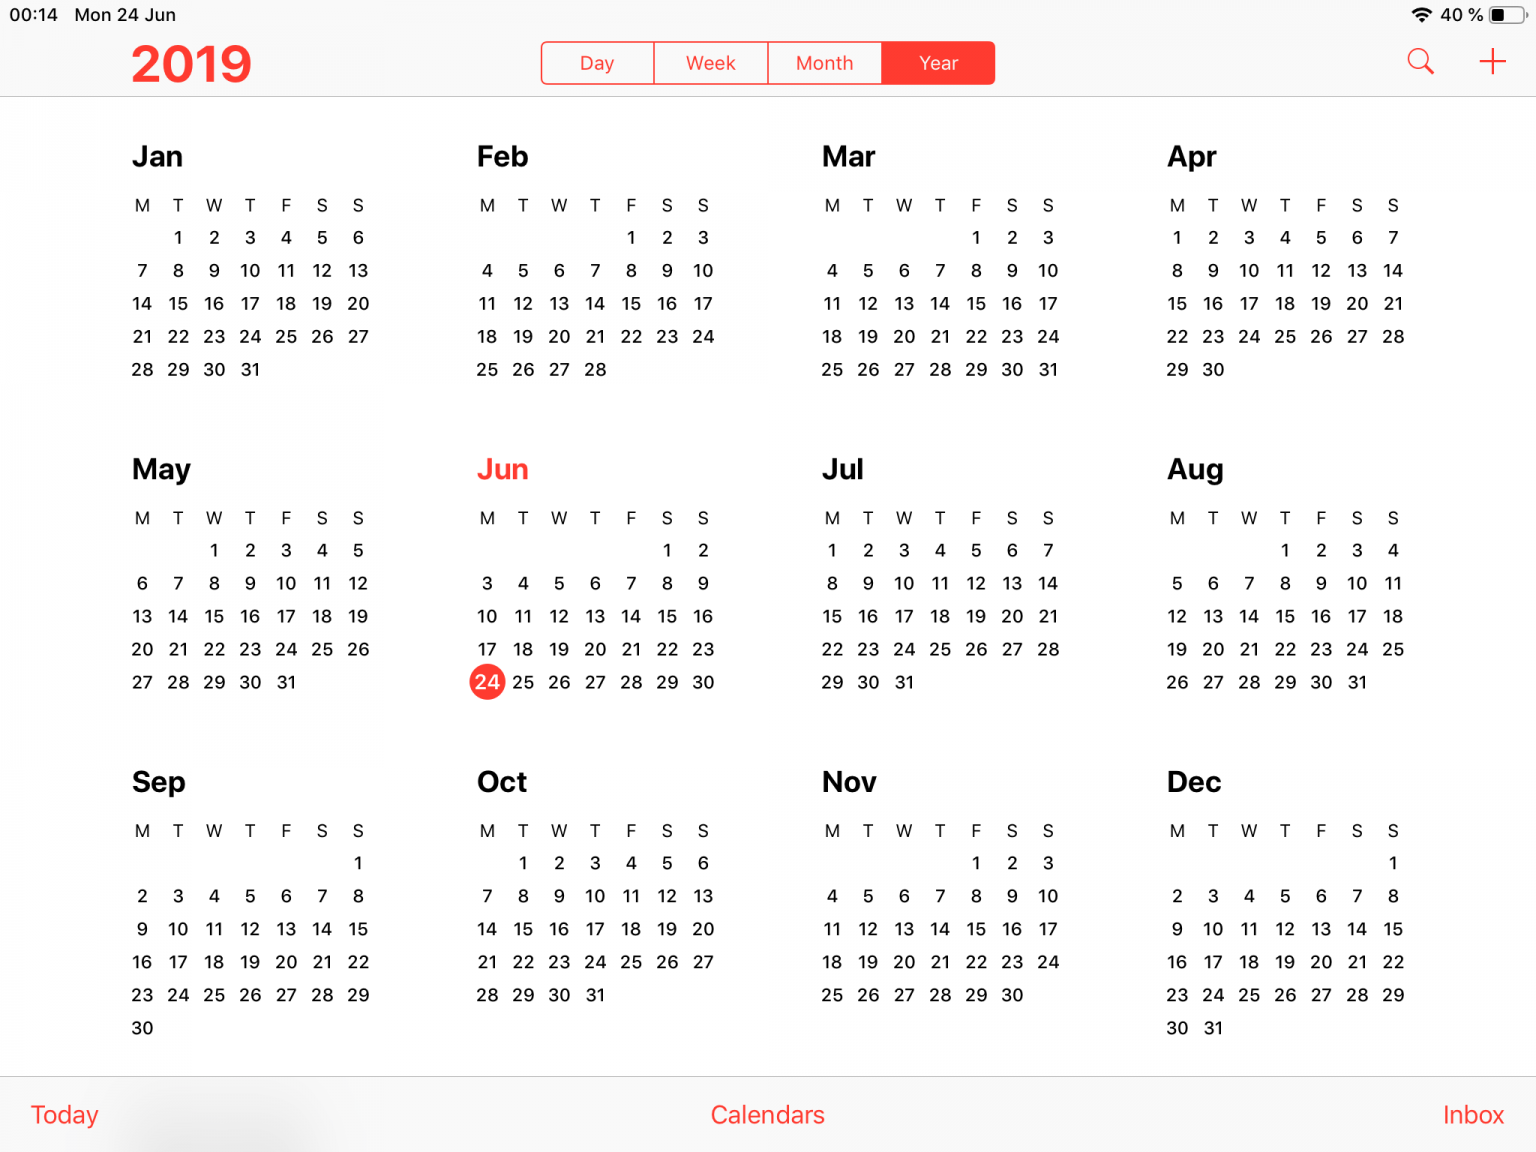 00:14 Mon 24 Jun 40 %
2019 Day Week Month Year
Jan Feb Mar Apr
M T W T F S S M T W T F S S M T W T F S S M T W T F S S
1 2 3 4 5 6 1 2 3 1 2 3 1 2 3 4 5 6 7
7 8 9 10 11 12 13 4 5 6 7 8 9 10 4 5 6 7 8 9 10 8 9 10 11 12 13 14
14 15 16 17 18 19 20 11 12 13 14 15 16 17 11 12 13 14 15 16 17 15 16 17 18 19 20 21
21 22 23 24 25 26 27 18 19 20 21 22 23 24 18 19 20 21 22 23 24 22 23 24 25 26 27 28
28 29 30 31 25 26 27 28 25 26 27 28 29 30 31 29 30
May Jun Jul Aug
M T W T F S S M T W T F S S M T W T F S S M T W T F S S
1 2 3 4 5 1 2 1 2 3 4 5 6 7 1 2 3 4
6 7 8 9 10 11 12 3 4 5 6 7 8 9 8 9 10 11 12 13 14 5 6 7 8 9 10 11
13 14 15 16 17 18 19 10 11 12 13 14 15 16 15 16 17 18 19 20 21 12 13 14 15 16 17 18
20 21 22 23 24 25 26 17 18 19 20 21 22 23 22 23 24 25 26 27 28 19 20 21 22 23 24 25
27 28 29 30 31 24 25 26 27 28 29 30 29 30 31 26 27 28 29 30 31
Sep Oct Nov Dec
M T W T F S S M T W T F S S M T W T F S S M T W T F S S
1 1 2 3 4 5 6 1 2 3 1
2 3 4 5 6 7 8 7 8 9 10 11 12 13 4 5 6 7 8 9 10 2 3 4 5 6 7 8
9 10 11 12 13 14 15 14 15 16 17 18 19 20 11 12 13 14 15 16 17 9 10 11 12 13 14 15
16 17 18 19 20 21 22 21 22 23 24 25 26 27 18 19 20 21 22 23 24 16 17 18 19 20 21 22
23 24 25 26 27 28 29 28 29 30 31 25 26 27 28 29 30 23 24 25 26 27 28 29
30 30 31
Today Calendars Inbox